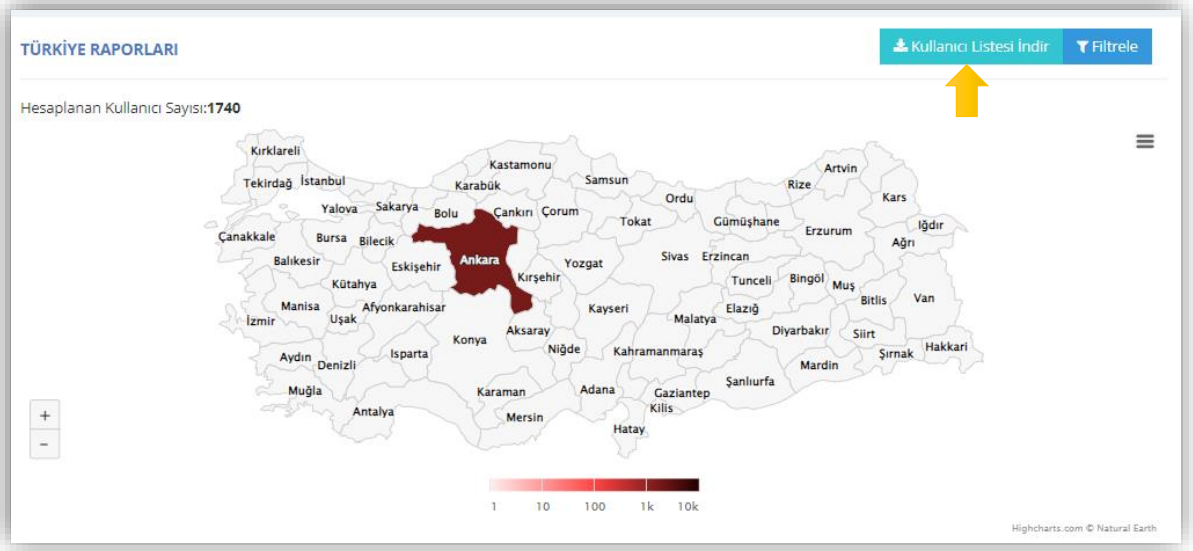 TÜRKİYE RAPORLARI
Kullanıcı Listesi İndir
Filtrele
Hesaplanan Kullanıcı Sayısı:1740
Kırklareli
Kastamonu
Artvin
Tekirdağ
İstanbul
Karabük
Samsun
Rize
Ordu
Kars
Yalova
Sakarya
Bolu
Çankırı
Çorum
Tokat
Gümüşhane
Iğdır
Çanakkale
Bursa
Bilecik
Erzurum
Ağrı
Balıkesir
Eskişehir
Ankara
Yozgat
Sivas
Erzincan
Kırşehir
Kütahya
Tunceli
Bingöl
Muş
Bitlis
Van
Manisa
Afyonkarahisar
Kayseri
Elazığ
İzmir
Uşak
Malatya
Aksaray
Diyarbakır
Siirt
Konya
Niğde
Kahramanmaraş
Şırnak
Hakkari
Aydın
Denizli
Isparta
Mardin
Muğla
Karaman
Adana
Gaziantep
Şanlıurfa
Antalya
Mersin
Kilis
Hatay
+
−
1 10 100 1k 10k
Highcharts.com © Natural Earth